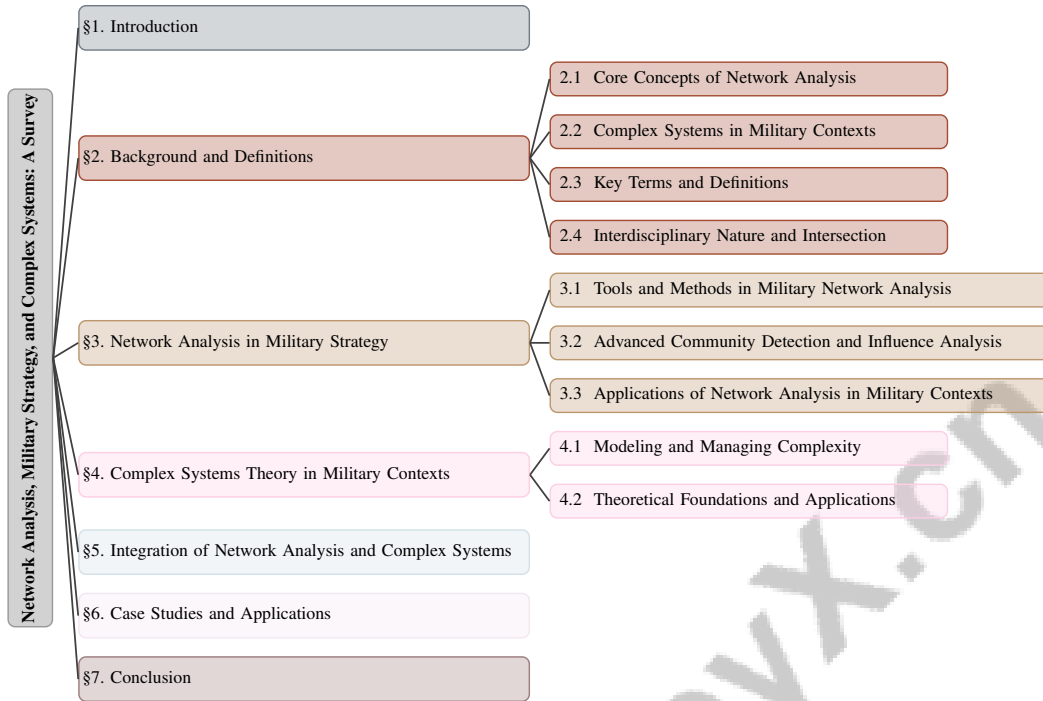 Network Analysis, Military Strategy, and Complex Systems: A Survey
§1. Introduction
§2. Background and Definitions
2.1 Core Concepts of Network Analysis
2.2 Complex Systems in Military Contexts
2.3 Key Terms and Definitions
2.4 Interdisciplinary Nature and Intersection
§3. Network Analysis in Military Strategy
3.1 Tools and Methods in Military Network Analysis
3.2 Advanced Community Detection and Influence Analysis
3.3 Applications of Network Analysis in Military Contexts
§4. Complex Systems Theory in Military Contexts
4.1 Modeling and Managing Complexity
4.2 Theoretical Foundations and Applications
§5. Integration of Network Analysis and Complex Systems
§6. Case Studies and Applications
§7. Conclusion